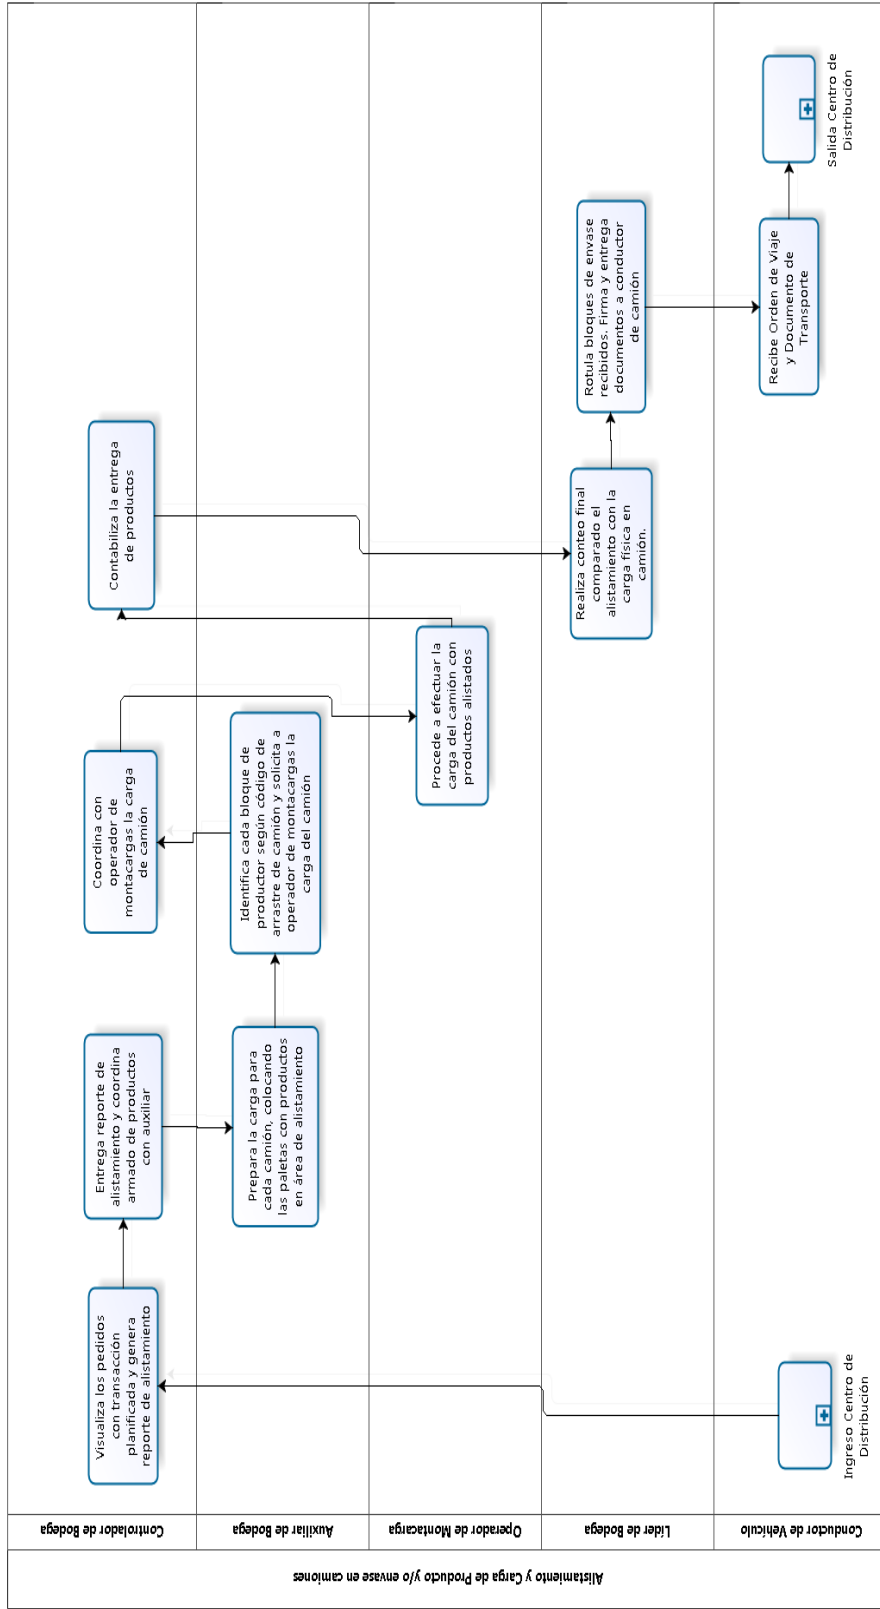 Alistamiento y Carga de Producto y/o envase en camiones
Controlador de Bodega
Auxiliar de Bodega
Operador de Montacarga
Líder de Bodega
Conductor de Vehículo
Visualiza los pedidos
con transacción
planificada y genera
reporte de alistamiento
Entrega reporte de
alistamiento y coordina
armado de productos
con auxiliar
Coordina con
operador de
montacargas la carga
de camión
Contabiliza la entrega
de productos
Prepara la carga para
cada camión, colocando
las paletas con productos
en área de alistamiento
Identifica cada bloque de
productor según código de
arrastre de camión y solicita a
operador de montacargas la
carga del camión
Procede a efectuar la
carga del camión con
productos alistados
Realiza conteo final
comparado el
alistamiento con la
carga física en
camión.
Rotula bloques de envase
recibidos. Firma y entrega
documentos a conductor
de camión
Ingreso Centro de
Distribución
Recibe Orden de Viaje
y Documento de
Transporte
Salida Centro de
Distribución